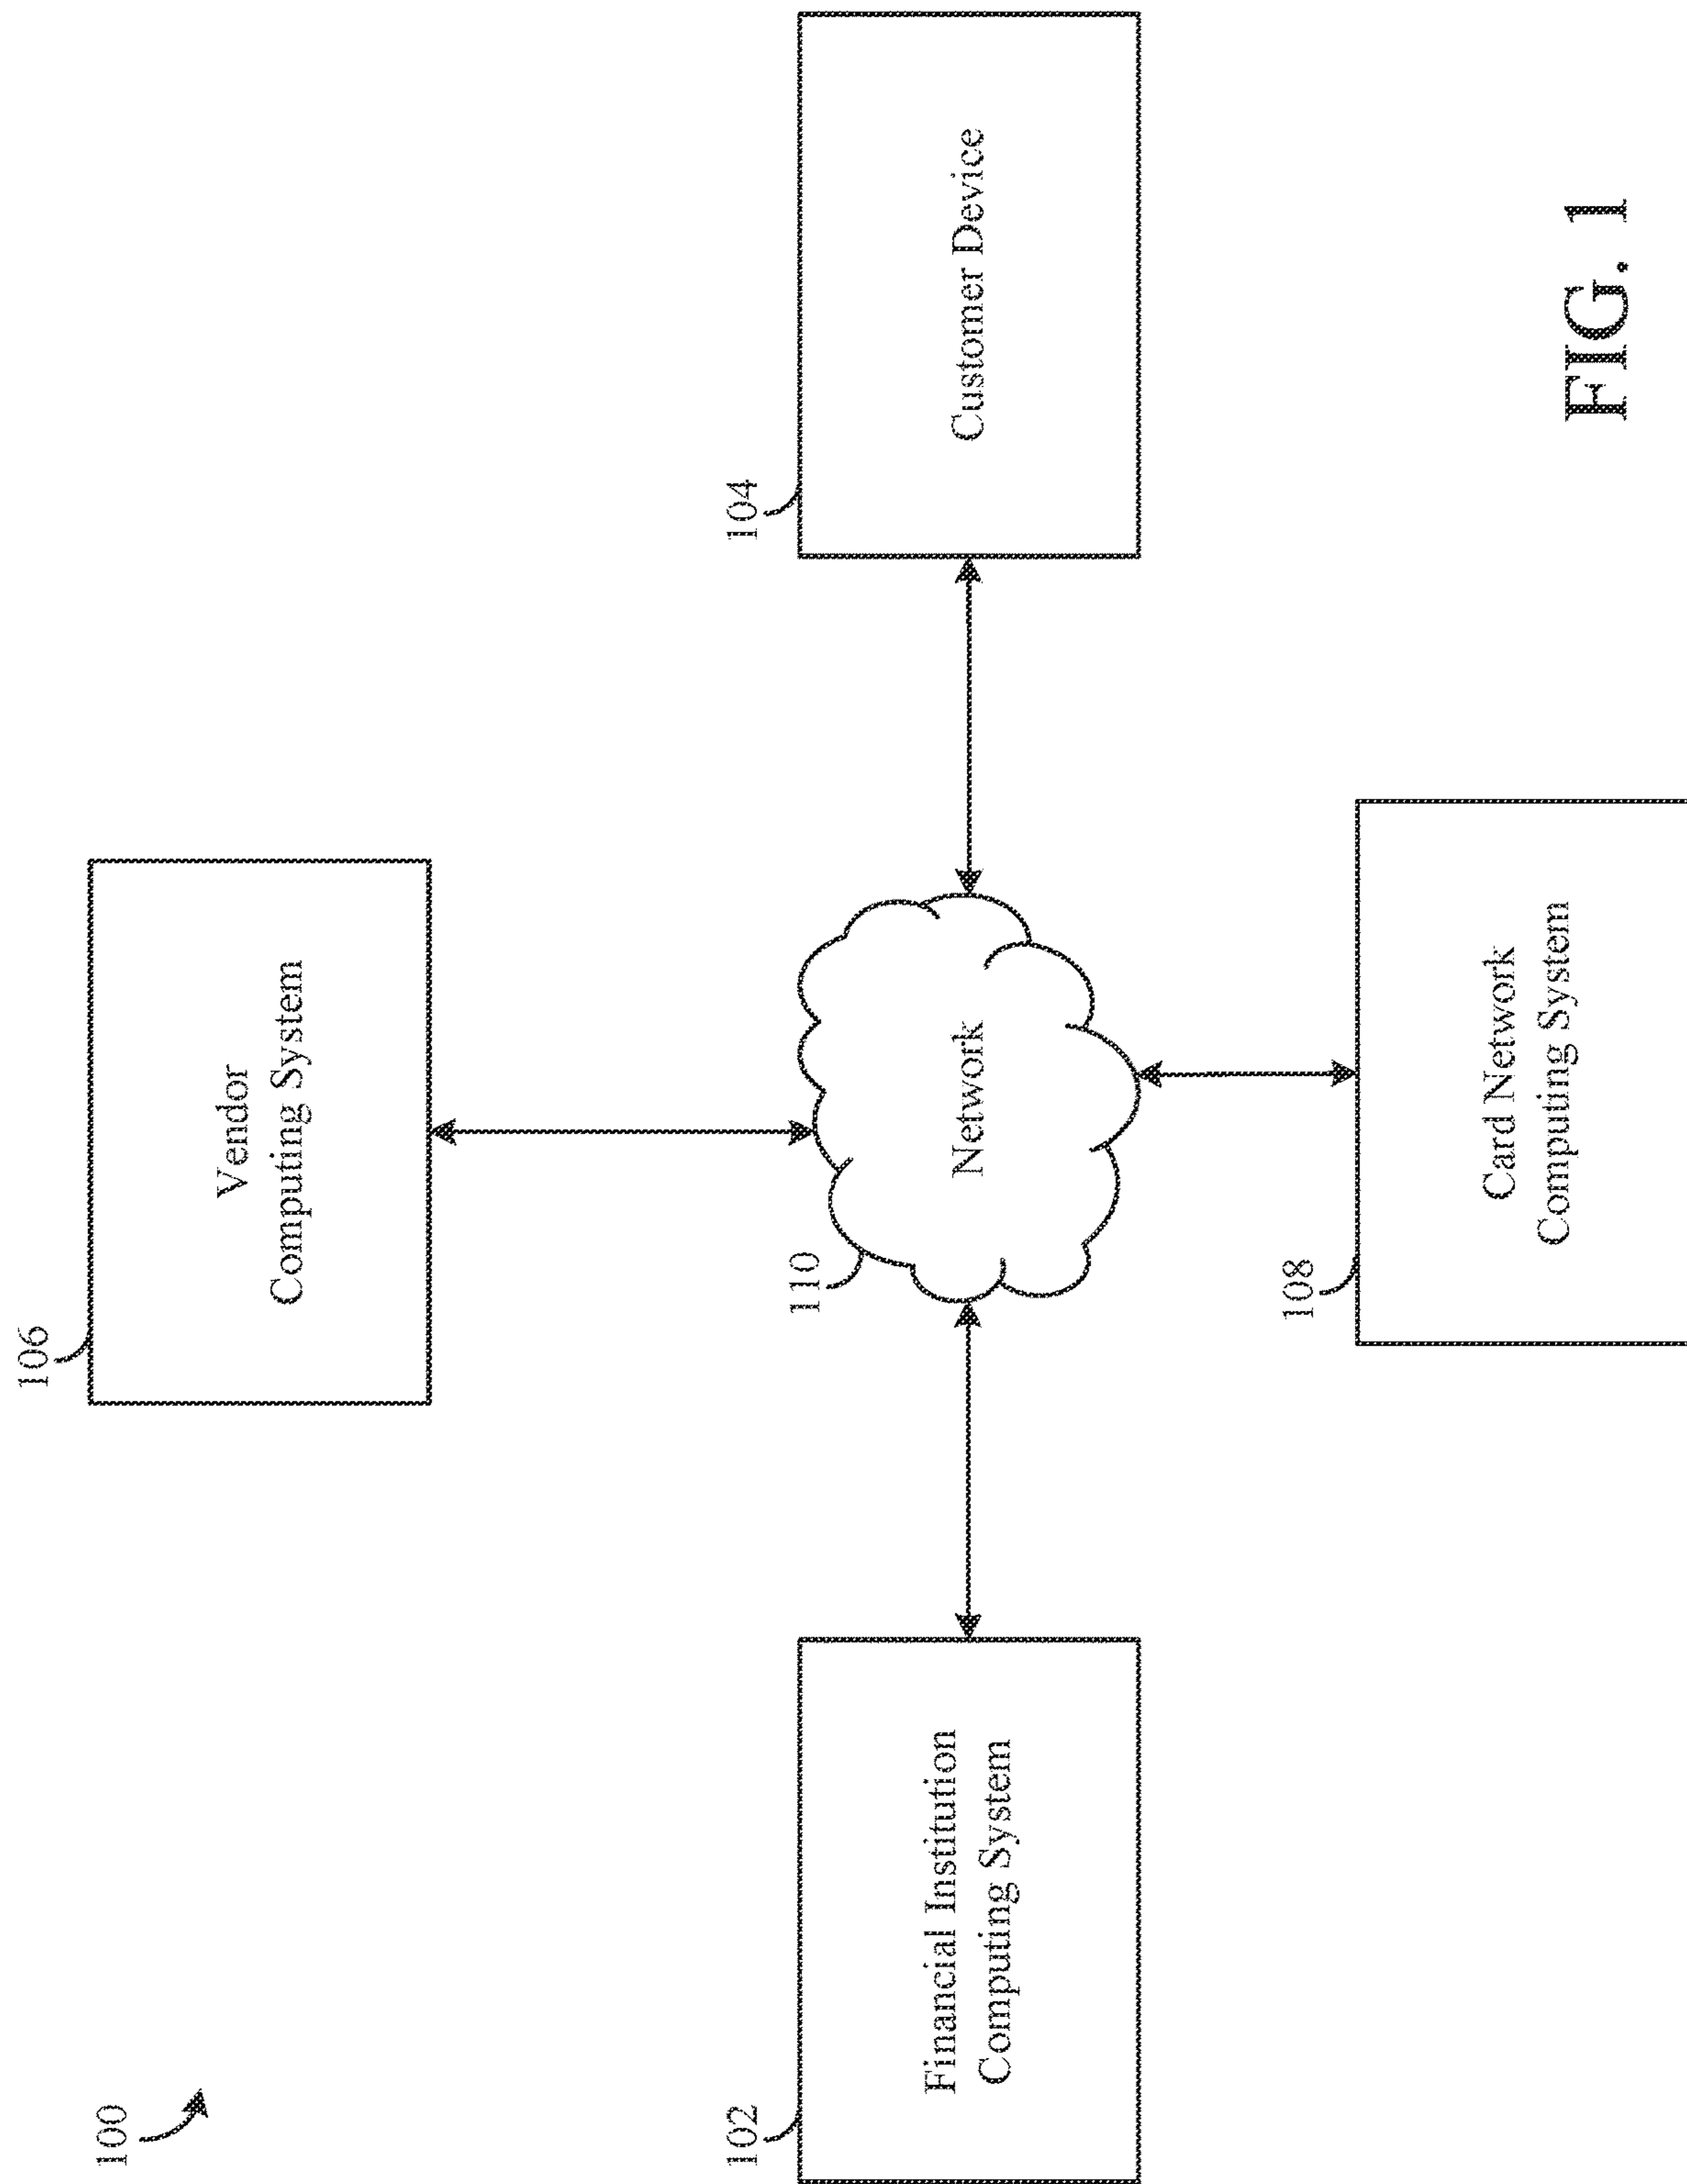 100
106
Vendor
Computing System
102
Financial Institution
Computing System
110
Network
104
Customer Device
108
Card Network
Computing System
FIG. 1